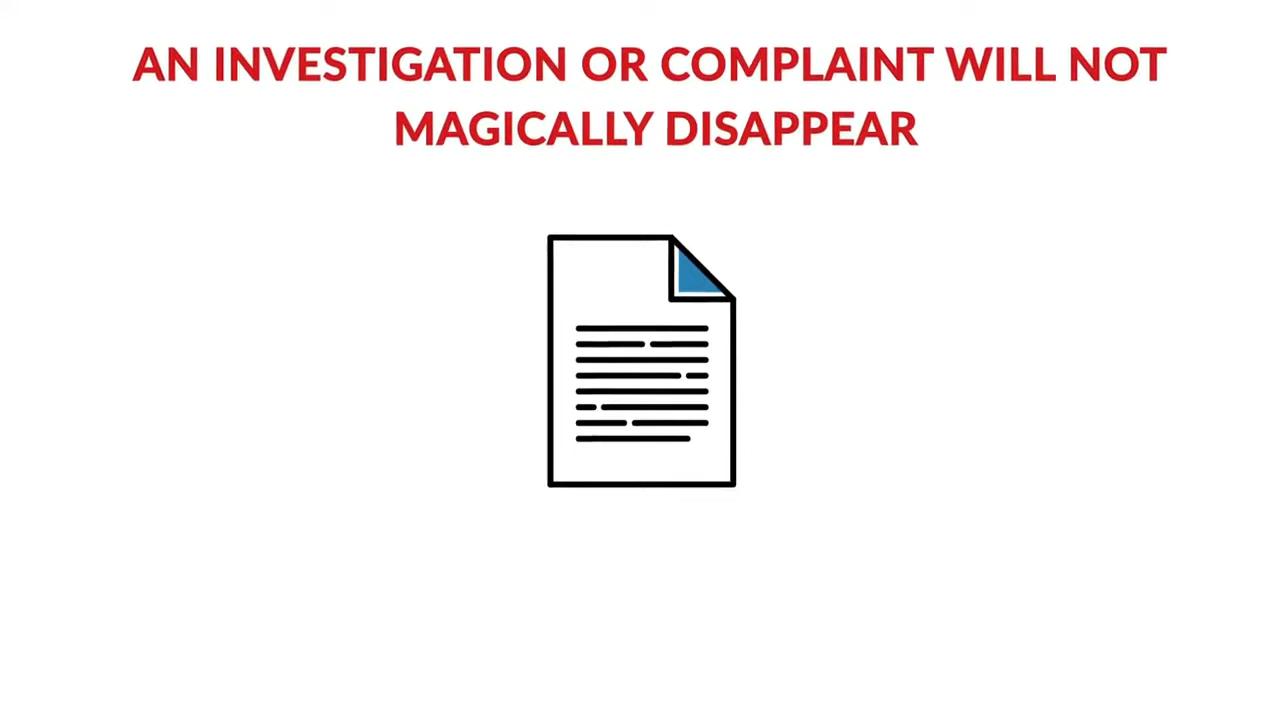 AN INVESTIGATION OR COMPLAINT WILL NOT
MAGICALLY DISAPPEAR